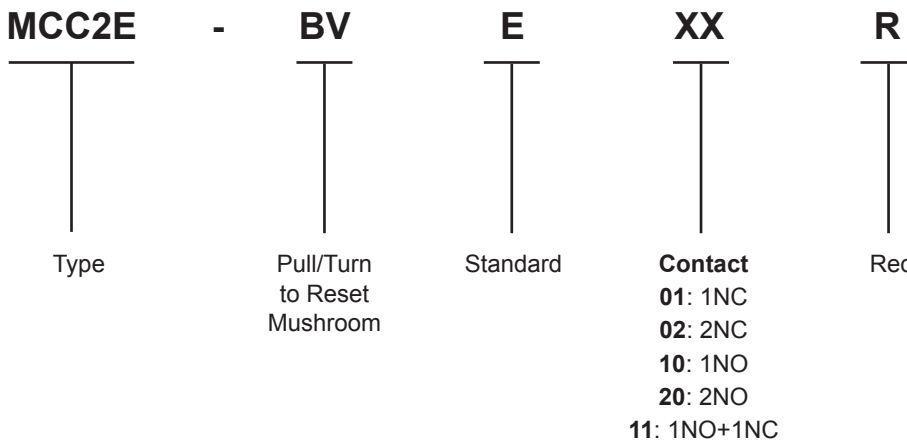 MCC2E - BV E XX R
Type
Pull/Turn
to Reset
Mushroom
Standard
Contact
01: 1NC
02: 2NC
10: 1NO
20: 2NO
11: 1NO+1NC